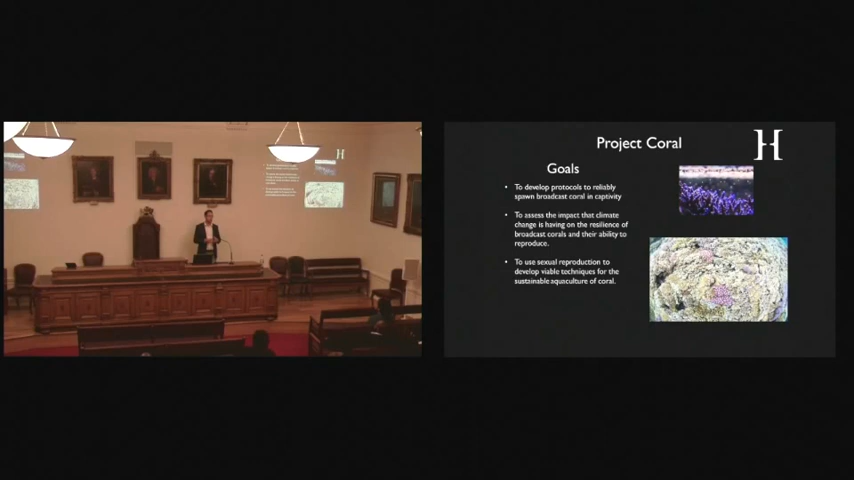 Project Coral
H
Goals
• To develop protocols to reliably
spawn broadcast coral in captivity
• To assess the impact that climate
change is having on the resilience of
broadcast corals and their ability to
reproduce.
• To use sexual reproduction to
develop viable techniques for the
sustainable aquaculture of coral.